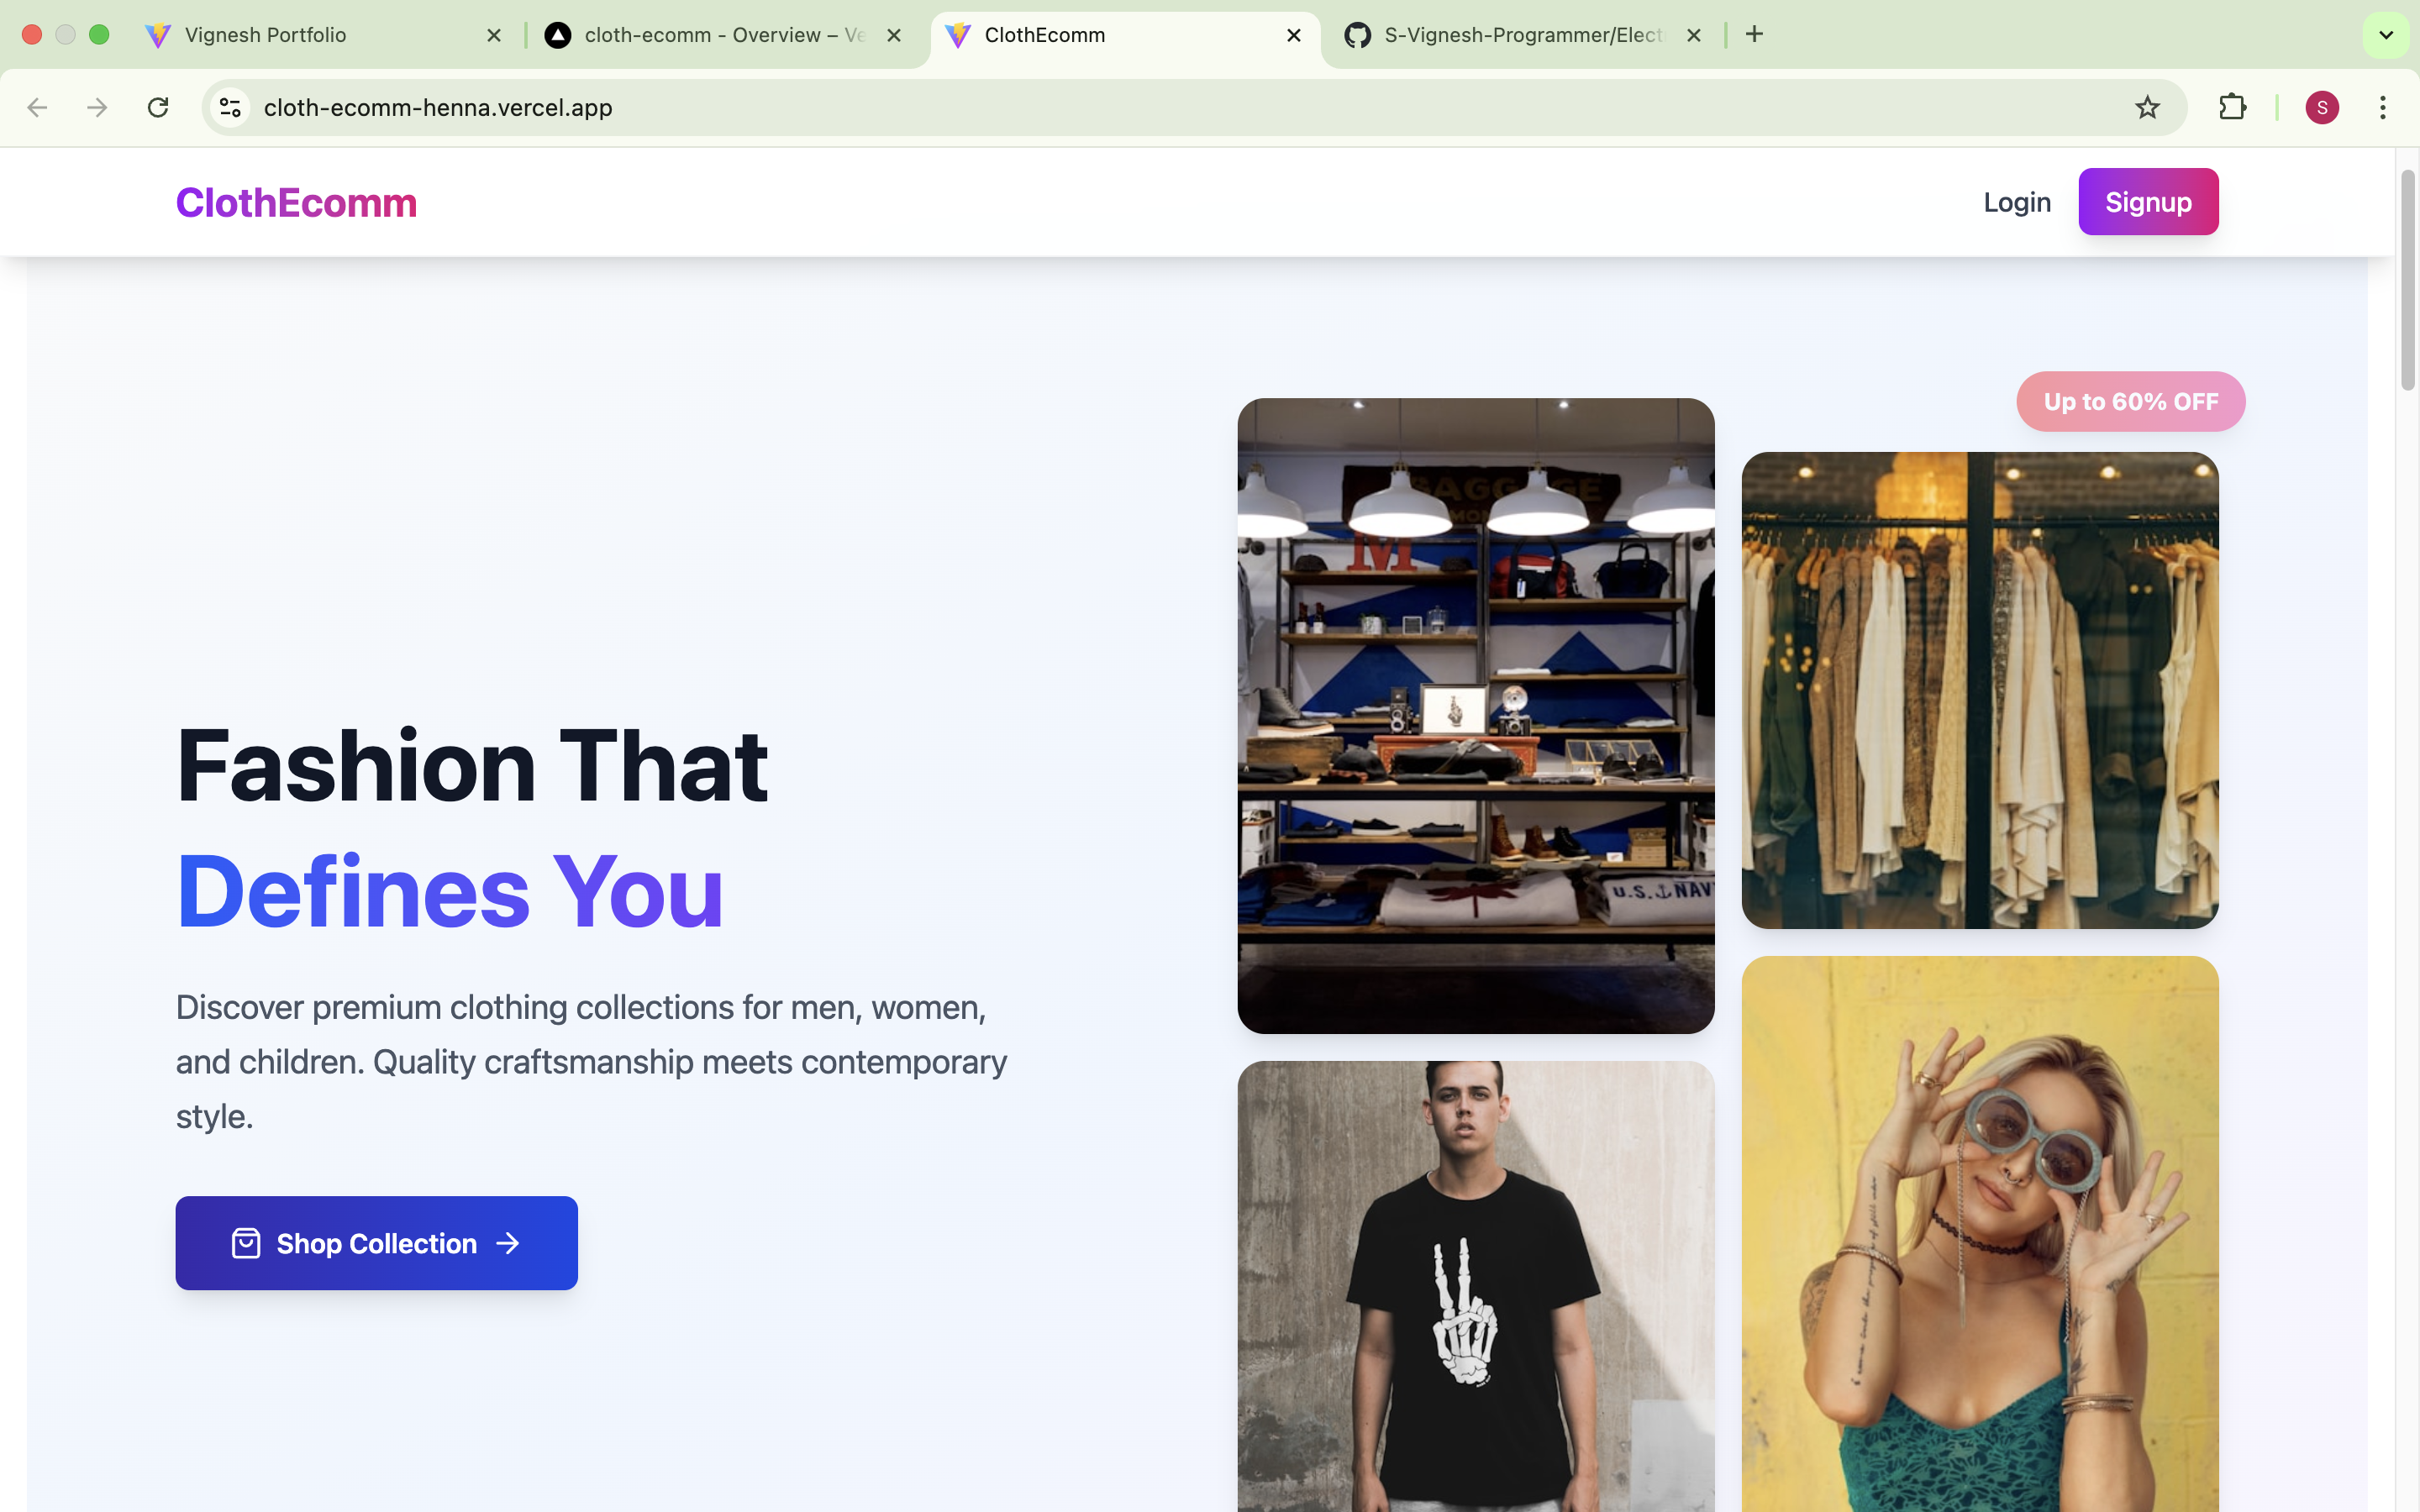 Vignesh Portfolio
cloth-ecomm - Overview – Ve
ClothEcomm
S-Vignesh-Programmer/Elect
cloth-ecomm-henna.vercel.app
S
ClothEcomm
Login
Signup
Up to 60% OFF
Fashion That
Defines You
Discover premium clothing collections for men, women,
and children. Quality craftsmanship meets contemporary
style.
Shop Collection
M
U.S. NAV